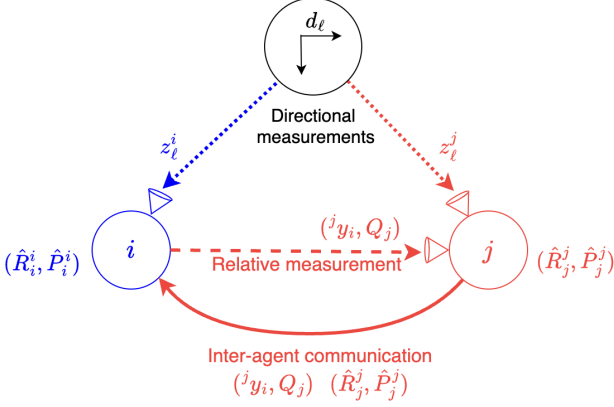 d_ℓ
Directional
measurements
z_ℓ^i
z_ℓ^j
(^j y_i, Q_j)
(R̂_i^i, P̂_i^i)
i
j
(R̂_j^j, P̂_j^j)
Relative measurement
Inter-agent communication
(^j y_i, Q_j) (R̂_j^j, P̂_j^j)